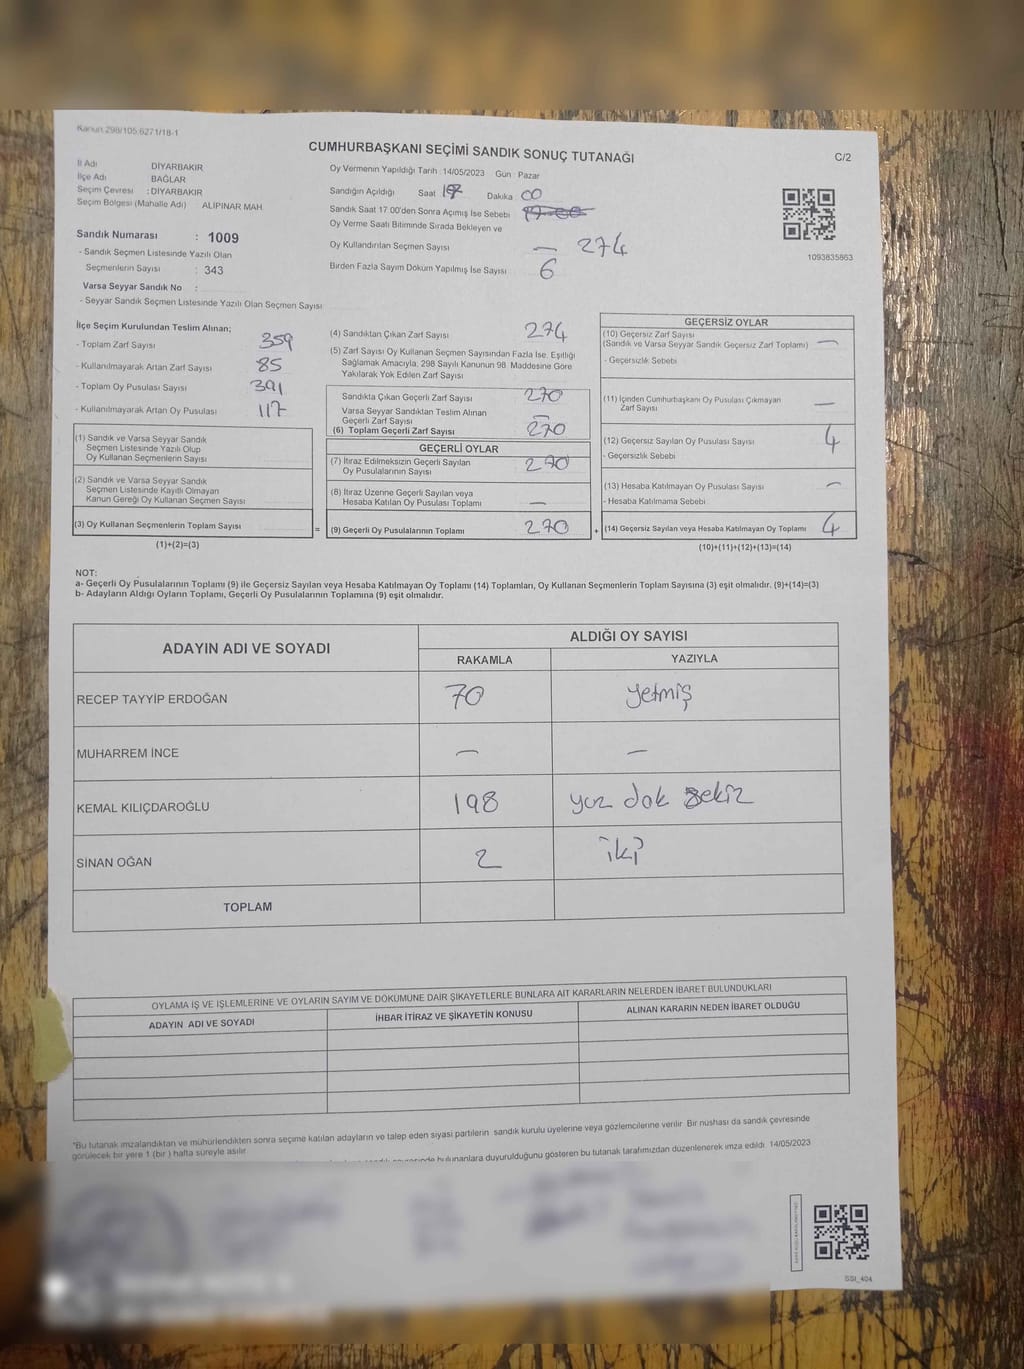 Kanun 298/105 6271/18-1
CUMHURBAŞKANI SEÇİMİ SANDIK SONUÇ TUTANAĞI
C/2
İl Adı DİYARBAKIR
İlçe Adı BAĞLAR
Seçim Çevresi : DİYARBAKIR
Seçim Bölgesi (Mahalle Adı) ALIPINAR MAH.
Sandık Numarası : 1009
- Sandık Seçmen Listesinde Yazılı Olan
Seçmenlerin Sayısı : 343
Varsa Seyyar Sandık No :
- Seyyar Sandık Seçmen Listesinde Yazılı Olan Seçmen Sayısı
Oy Vermenin Yapıldığı Tarih : 14/05/2023 Gün : Pazar
Sandığın Açıldığı Saat 17 Dakika 00
Sandık Saat 17 00'den Sonra Açımış İse Sebebi
Oy Verme Saati Bitiminde Sırada Bekleyen ve
Oy Kullandırılan Seçmen Sayısı — 274
Birden Fazla Sayım Döküm Yapılmış İse Sayısı 6
1093835863
İlçe Seçim Kurulundan Teslim Alınan;
- Toplam Zarf Sayısı 359
- Kullanılmayarak Artan Zarf Sayısı 85
- Toplam Oy Pusulası Sayısı 391
- Kullanılmayarak Artan Oy Pusulası 117
(1) Sandık ve Varsa Seyyar Sandık
Seçmen Listesinde Yazılı Olup
Oy Kullanan Seçmenlerin Sayısı
(2) Sandık ve Varsa Seyyar Sandık
Seçmen Listesinde Kayıtlı Olmayan
Kanun Gereği Oy Kullanan Seçmen Sayısı
(3) Oy Kullanan Seçmenlerin Toplam Sayısı =
(1)+(2)=(3)
(4) Sandıktan Çıkan Zarf Sayısı 274
(5) Zarf Sayısı Oy Kullanan Seçmen Sayısından Fazla İse, Eşitliği
Sağlamak Amacıyla, 298 Sayılı Kanunun 98. Maddesine Göre
Yakılarak Yok Edilen Zarf Sayısı
Sandıkta Çıkan Geçerli Zarf Sayısı 270
Varsa Seyyar Sandıktan Teslim Alınan
Geçerli Zarf Sayısı —
(6) Toplam Geçerli Zarf Sayısı 270
GEÇERLİ OYLAR
(7) İtiraz Edilmeksizin Geçerli Sayılan
Oy Pusulalarının Sayısı 270
(8) İtiraz Üzerine Geçerli Sayılan veya
Hesaba Katılan Oy Pusulası Toplamı —
(9) Geçerli Oy Pusulalarının Toplamı 270 +
GEÇERSİZ OYLAR
(10) Geçersiz Zarf Sayısı
(Sandık ve Varsa Seyyar Sandık Geçersiz Zarf Toplamı) —
- Geçersizlik Sebebi
(11) İçinden Cumhurbaşkanı Oy Pusulası Çıkmayan
Zarf Sayısı —
(12) Geçersiz Sayılan Oy Pusulası Sayısı 4
- Geçersizlik Sebebi
(13) Hesaba Katılmayan Oy Pusulası Sayısı —
- Hesaba Katılmama Sebebi
(14) Geçersiz Sayılan veya Hesaba Katılmayan Oy Toplamı 4
(10)+(11)+(12)+(13)=(14)
NOT:
a- Geçerli Oy Pusulalarının Toplamı (9) ile Geçersiz Sayılan veya Hesaba Katılmayan Oy Toplamı (14) Toplamları, Oy Kullanan Seçmenlerin Toplam Sayısına (3) eşit olmalıdır. (9)+(14)=(3)
b- Adayların Aldığı Oyların Toplamı, Geçerli Oy Pusulalarının Toplamına (9) eşit olmalıdır.
ADAYIN ADI VE SOYADI
ALDIĞI OY SAYISI
RAKAMLA YAZIYLA
RECEP TAYYİP ERDOĞAN 70 yetmiş
MUHARREM İNCE — —
KEMAL KILIÇDAROĞLU 198 yüz dok sekiz
SİNAN OĞAN 2 iki
TOPLAM
OYLAMA İŞ VE İŞLEMLERİNE VE OYLARIN SAYIM VE DÖKÜMÜNE DAİR ŞİKAYETLERLE BUNLARA AİT KARARLARIN NELERDEN İBARET BULUNDUKLARI
ADAYIN ADI VE SOYADI İHBAR İTİRAZ VE ŞİKAYETİN KONUSU ALINAN KARARIN NEDEN İBARET OLDUĞU
*Bu tutanak imzalandıktan ve mühürlendikten sonra seçime katılan adayların ve talep eden siyasi partilerin sandık kurulu üyelerine veya gözlemcilerine verilir. Bir nüshası da sandık çevresinde
görülecek bir yere 1 (bir) hafta süreyle asılır.
bulunanlara duyurulduğunu gösteren bu tutanak tarafımızdan düzenlenerek imza edildi. 14/05/2023
SSI_404